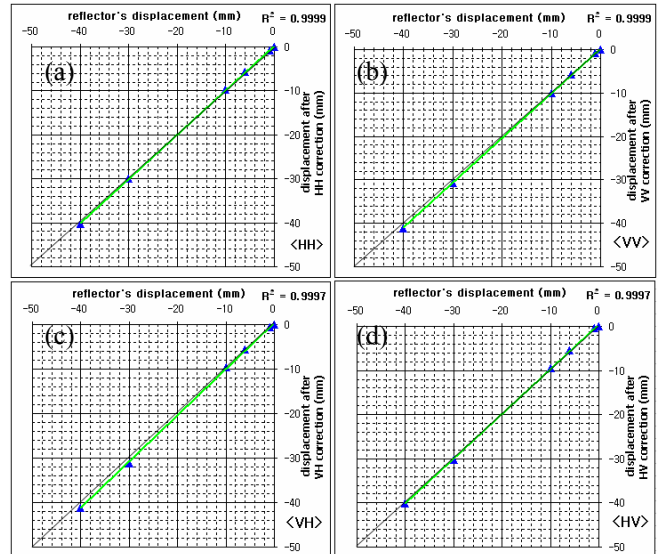 reflector's displacement (mm) R² = 0.9999
-50 -40 -30 -20 -10 0
(a)
0
-10
-20
-30
-40
-50
displacement after
HH correction (mm)
<HH>
reflector's displacement (mm) R² = 0.9999
-50 -40 -30 -20 -10 0
(b)
0
-10
-20
-30
-40
-50
displacement after
VV correction (mm)
<VV>
reflector's displacement (mm) R² = 0.9997
-50 -40 -30 -20 -10 0
(c)
0
-10
-20
-30
-40
-50
displacement after
VH correction (mm)
<VH>
reflector's displacement (mm) R² = 0.9997
-50 -40 -30 -20 -10 0
(d)
0
-10
-20
-30
-40
-50
displacement after
HV correction (mm)
<HV>